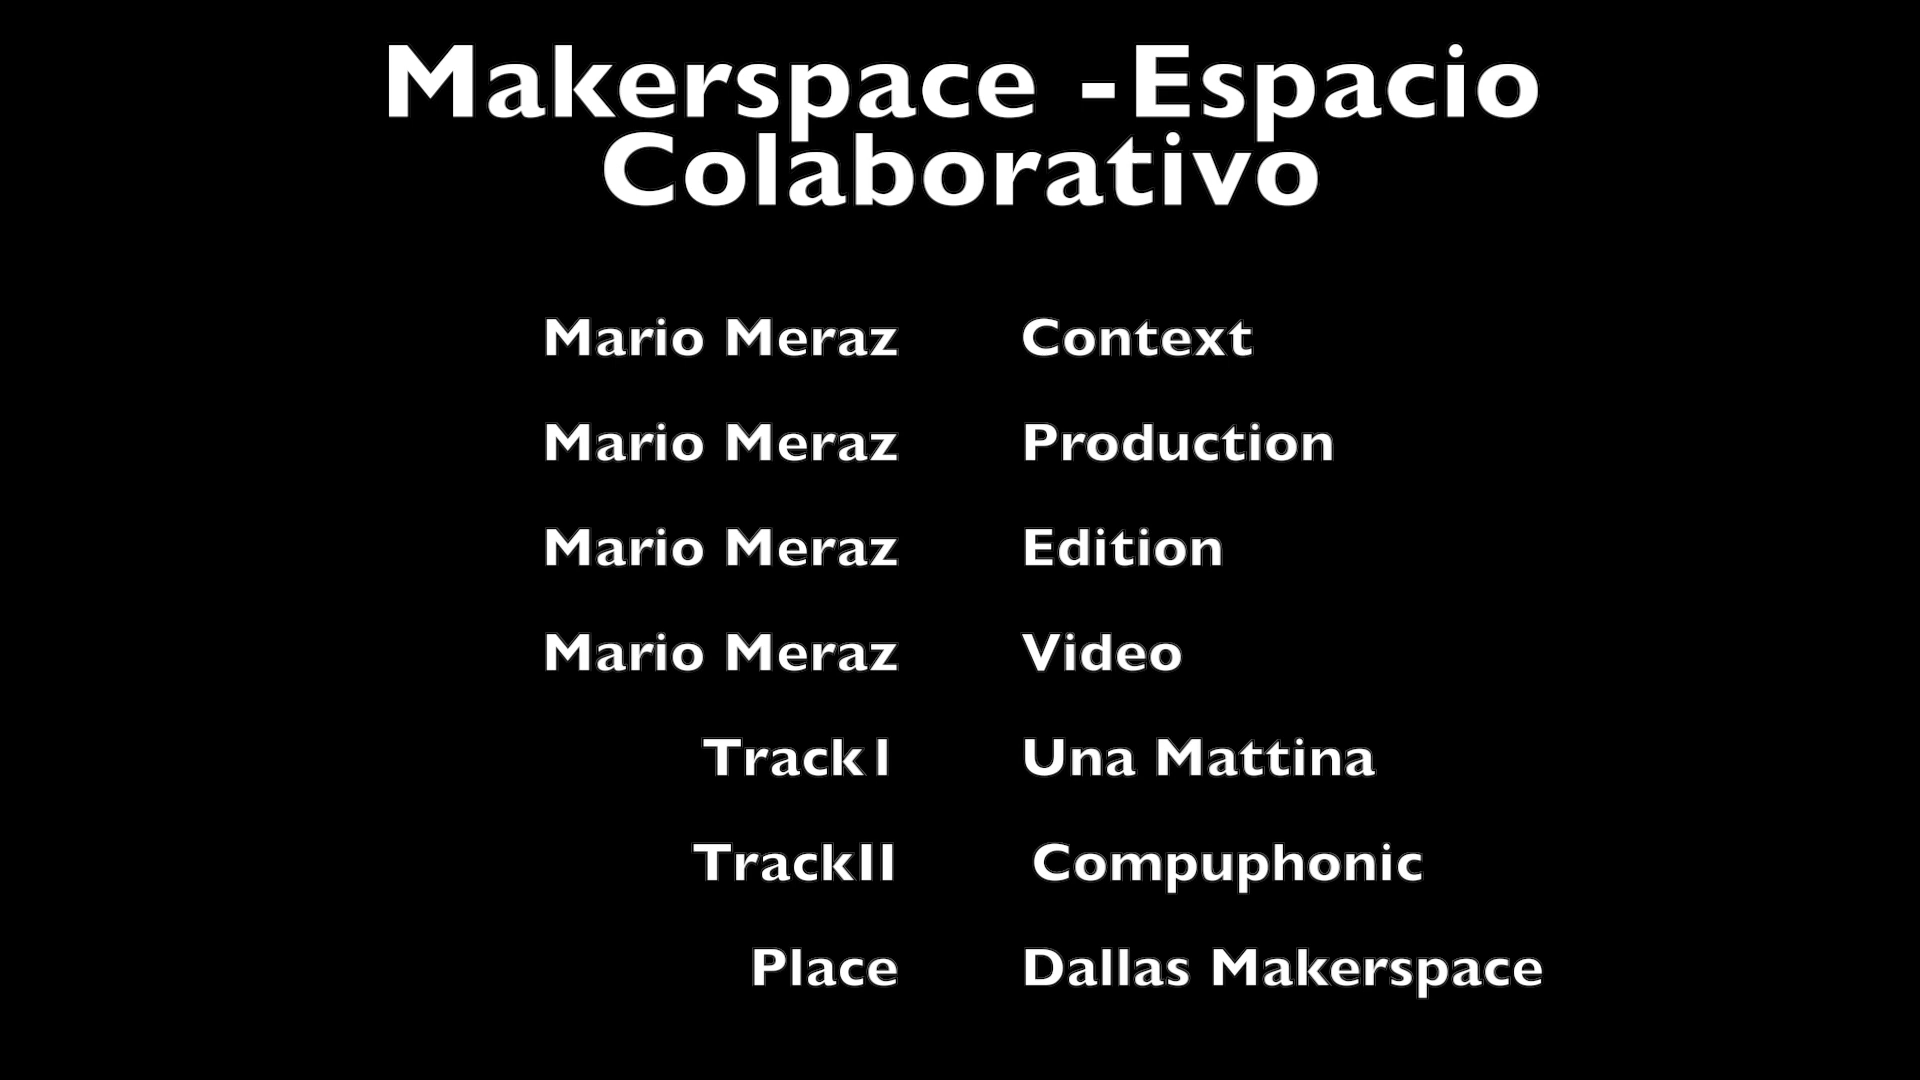 Makerspace -Espacio
Colaborativo
Mario Meraz Context
Mario Meraz Production
Mario Meraz Edition
Mario Meraz Video
Track1 Una Mattina
TrackII Compuphonic
Place Dallas Makerspace